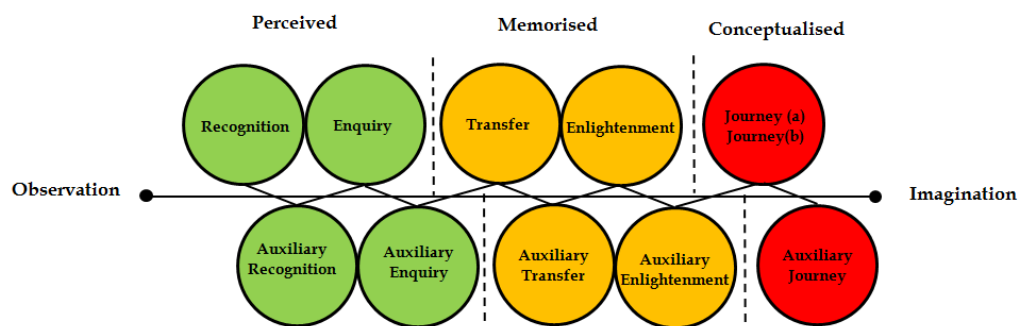 Perceived
Memorised
Conceptualised
Recognition
Enquiry
Transfer
Enlightenment
Journey (a)
Journey(b)
Observation
Imagination
Auxiliary
Recognition
Auxiliary
Enquiry
Auxiliary
Transfer
Auxiliary
Enlightenment
Auxiliary
Journey